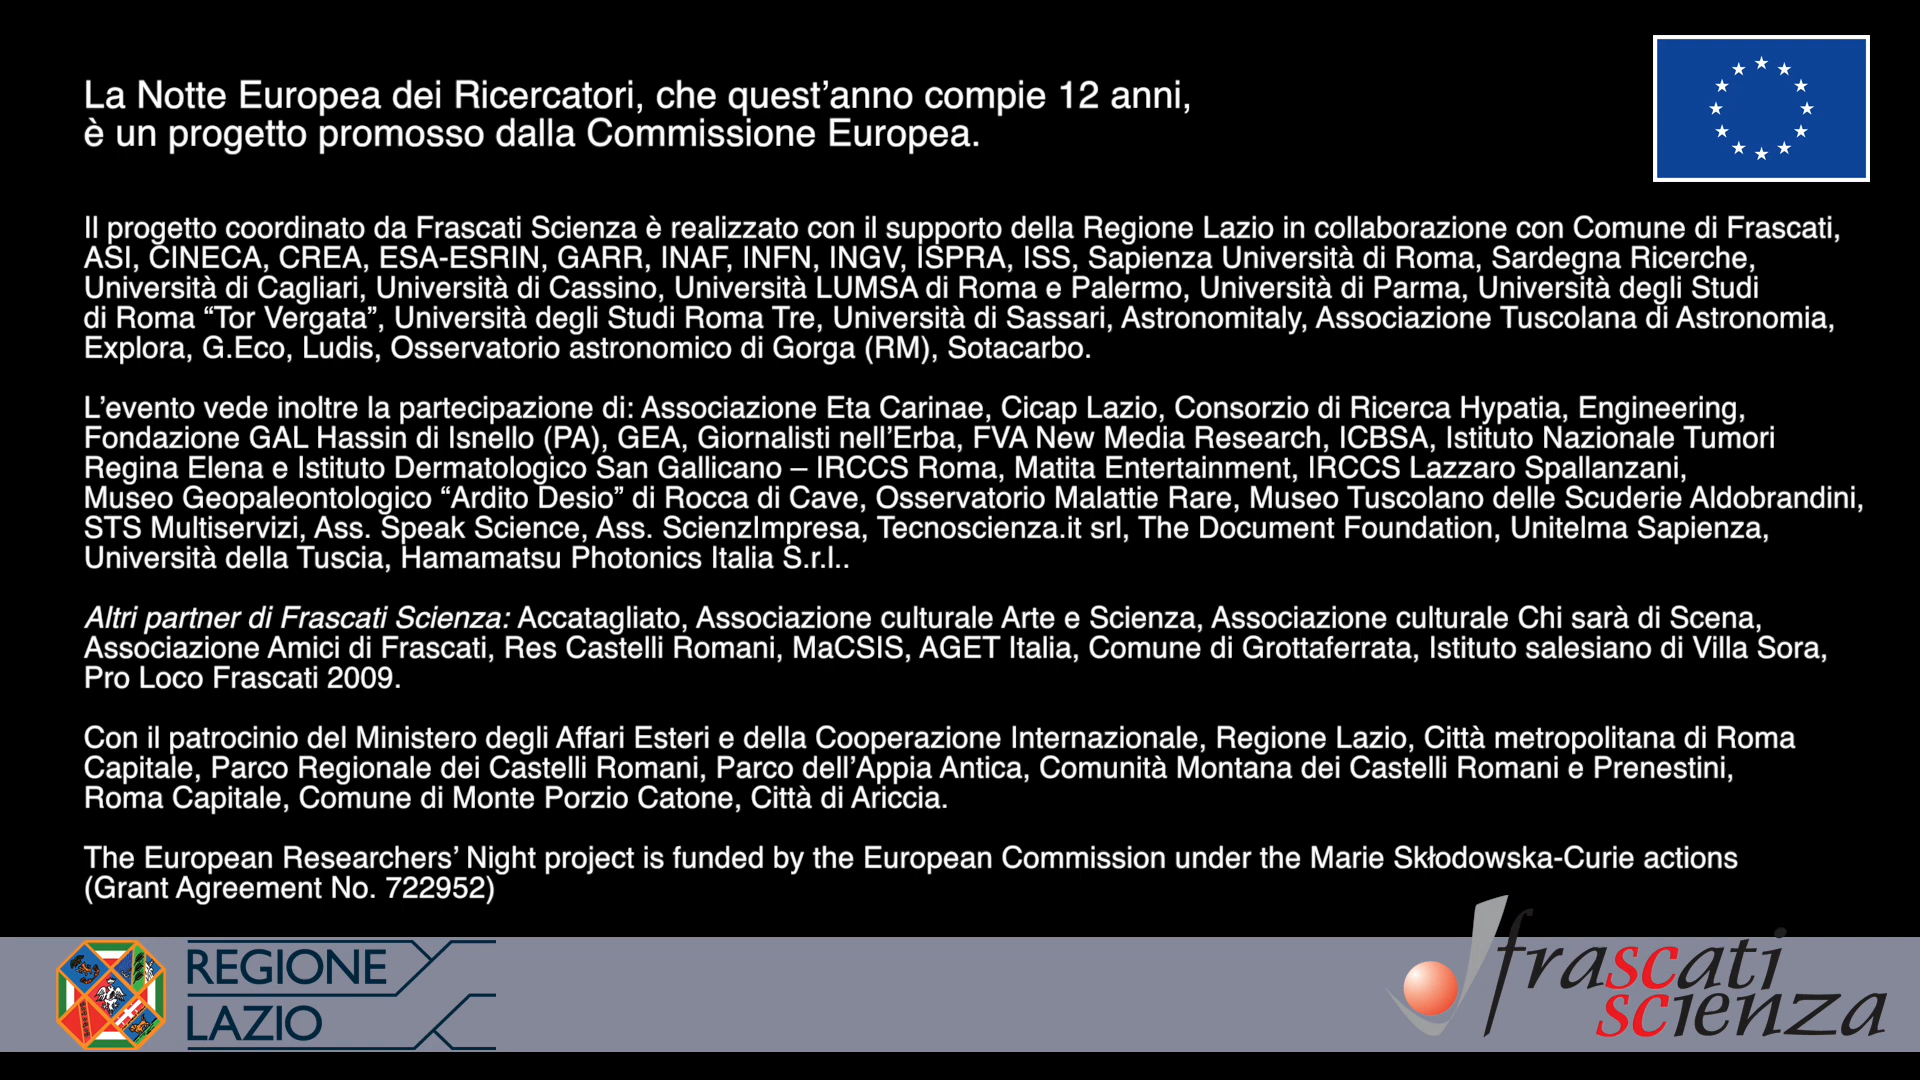 La Notte Europea dei Ricercatori, che quest’anno compie 12 anni,
è un progetto promosso dalla Commissione Europea.
Il progetto coordinato da Frascati Scienza è realizzato con il supporto della Regione Lazio in collaborazione con Comune di Frascati,
ASI, CINECA, CREA, ESA-ESRIN, GARR, INAF, INFN, INGV, ISPRA, ISS, Sapienza Università di Roma, Sardegna Ricerche,
Università di Cagliari, Università di Cassino, Università LUMSA di Roma e Palermo, Università di Parma, Università degli Studi
di Roma “Tor Vergata”, Università degli Studi Roma Tre, Università di Sassari, Astronomitaly, Associazione Tuscolana di Astronomia,
Explora, G.Eco, Ludis, Osservatorio astronomico di Gorga (RM), Sotacarbo.
L’evento vede inoltre la partecipazione di: Associazione Eta Carinae, Cicap Lazio, Consorzio di Ricerca Hypatia, Engineering,
Fondazione GAL Hassin di Isnello (PA), GEA, Giornalisti nell’Erba, FVA New Media Research, ICBSA, Istituto Nazionale Tumori
Regina Elena e Istituto Dermatologico San Gallicano – IRCCS Roma, Matita Entertainment, IRCCS Lazzaro Spallanzani,
Museo Geopaleontologico “Ardito Desio” di Rocca di Cave, Osservatorio Malattie Rare, Museo Tuscolano delle Scuderie Aldobrandini,
STS Multiservizi, Ass. Speak Science, Ass. ScienzImpresa, Tecnoscienza.it srl, The Document Foundation, Unitelma Sapienza,
Università della Tuscia, Hamamatsu Photonics Italia S.r.l..
Altri partner di Frascati Scienza: Accatagliato, Associazione culturale Arte e Scienza, Associazione culturale Chi sarà di Scena,
Associazione Amici di Frascati, Res Castelli Romani, MaCSIS, AGET Italia, Comune di Grottaferrata, Istituto salesiano di Villa Sora,
Pro Loco Frascati 2009.
Con il patrocinio del Ministero degli Affari Esteri e della Cooperazione Internazionale, Regione Lazio, Città metropolitana di Roma
Capitale, Parco Regionale dei Castelli Romani, Parco dell’Appia Antica, Comunità Montana dei Castelli Romani e Prenestini,
Roma Capitale, Comune di Monte Porzio Catone, Città di Ariccia.
The European Researchers’ Night project is funded by the European Commission under the Marie Skłodowska-Curie actions
(Grant Agreement No. 722952)
REGIONE
LAZIO
frascati
scienza